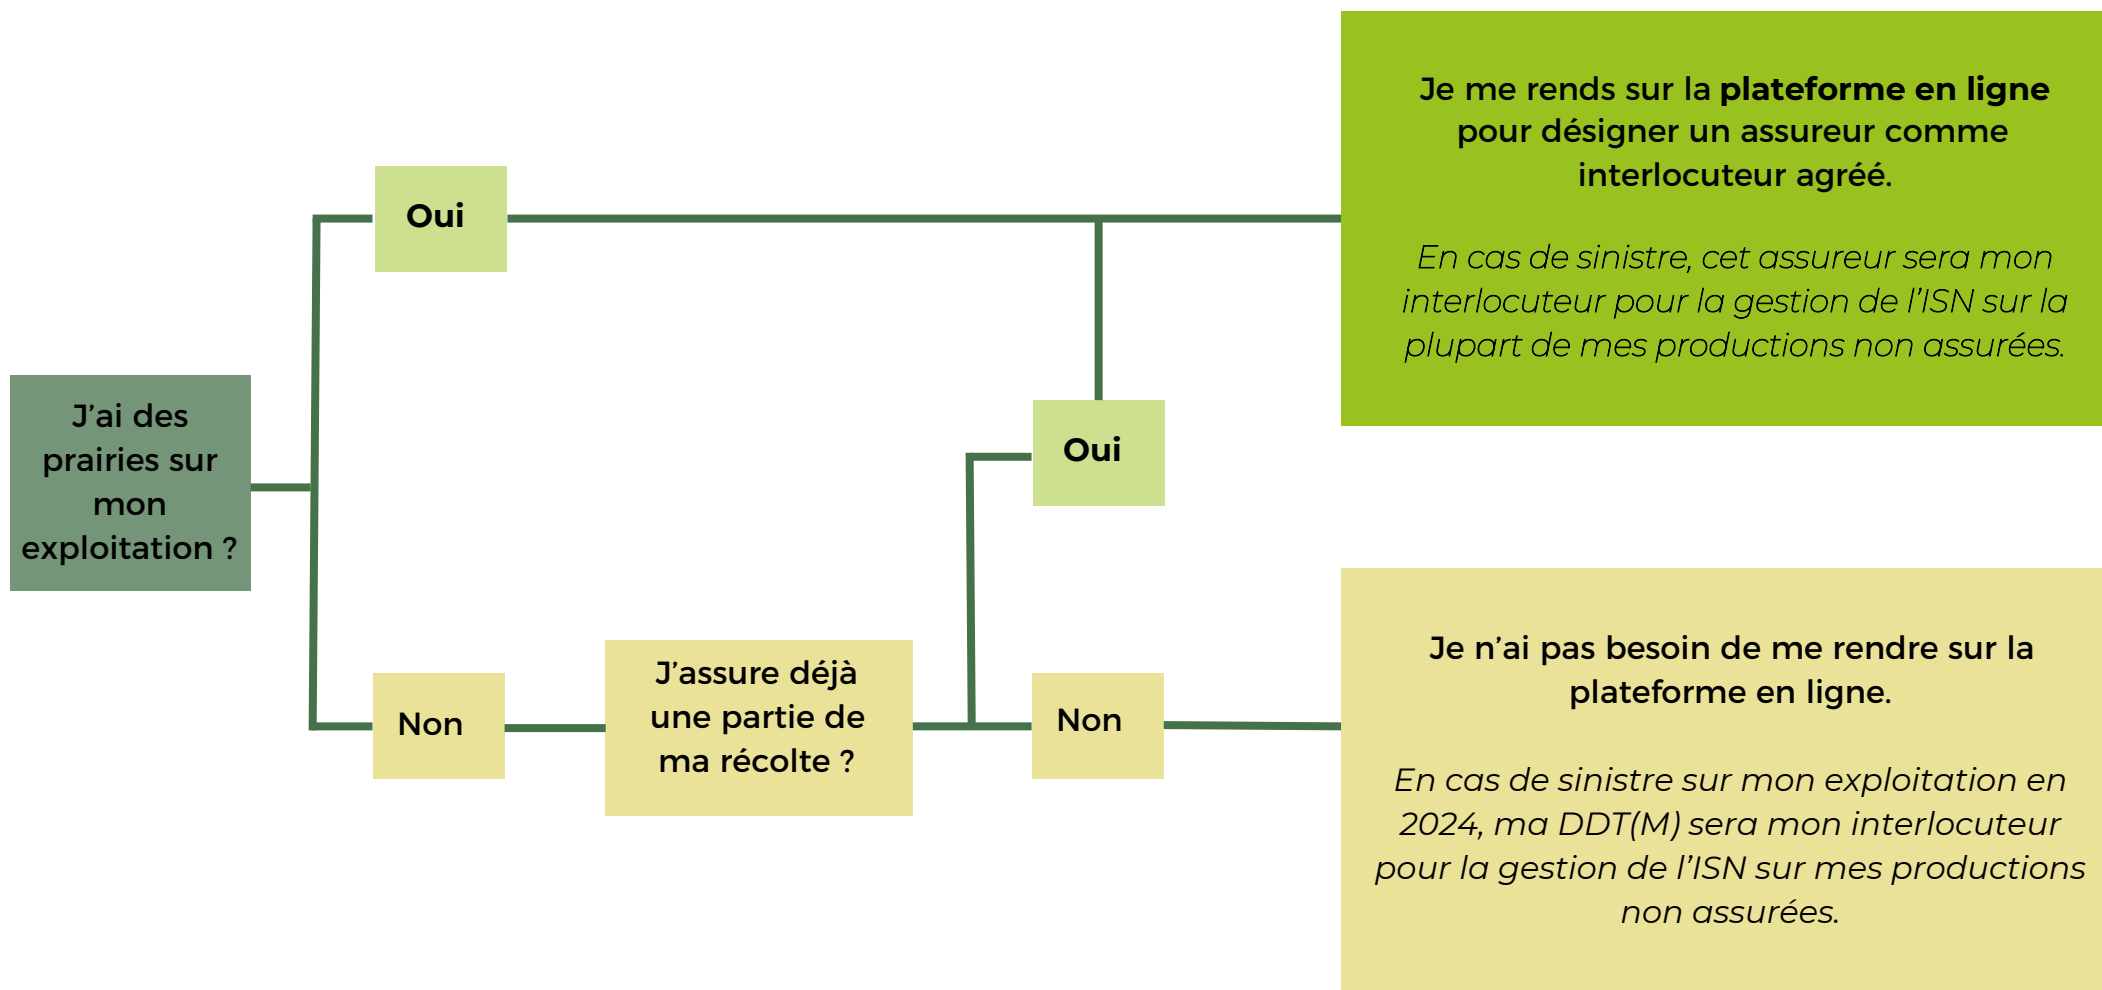 J’ai des
prairies sur
mon
exploitation ?
Oui
Non
J’assure déjà
une partie de
ma récolte ?
Oui
Non
Je me rends sur la plateforme en ligne
pour désigner un assureur comme
interlocuteur agréé.
En cas de sinistre, cet assureur sera mon
interlocuteur pour la gestion de l’ISN sur la
plupart de mes productions non assurées.
Je n’ai pas besoin de me rendre sur la
plateforme en ligne.
En cas de sinistre sur mon exploitation en
2024, ma DDT(M) sera mon interlocuteur
pour la gestion de l’ISN sur mes productions
non assurées.